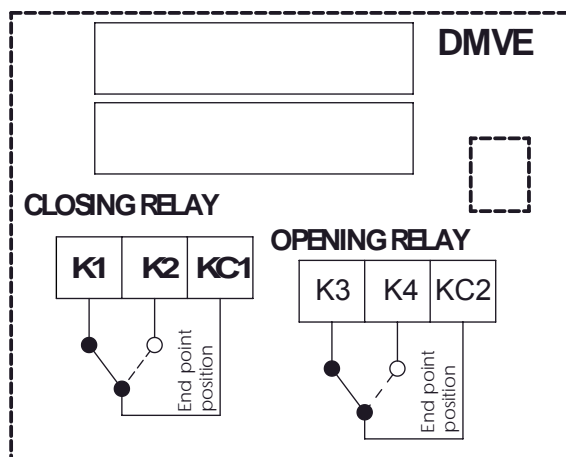 DMVE
CLOSING RELAY
K1 K2 KC1
End point
position
OPENING RELAY
K3 K4 KC2
End point
position